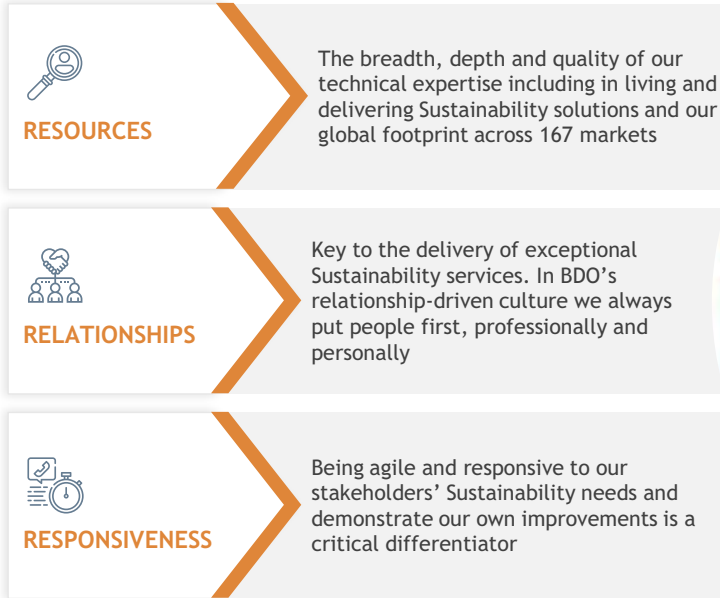 RESOURCES
The breadth, depth and quality of our
technical expertise including in living and
delivering Sustainability solutions and our
global footprint across 167 markets
RELATIONSHIPS
Key to the delivery of exceptional
Sustainability services. In BDO’s
relationship-driven culture we always
put people first, professionally and
personally
RESPONSIVENESS
Being agile and responsive to our
stakeholders’ Sustainability needs and
demonstrate our own improvements is a
critical differentiator